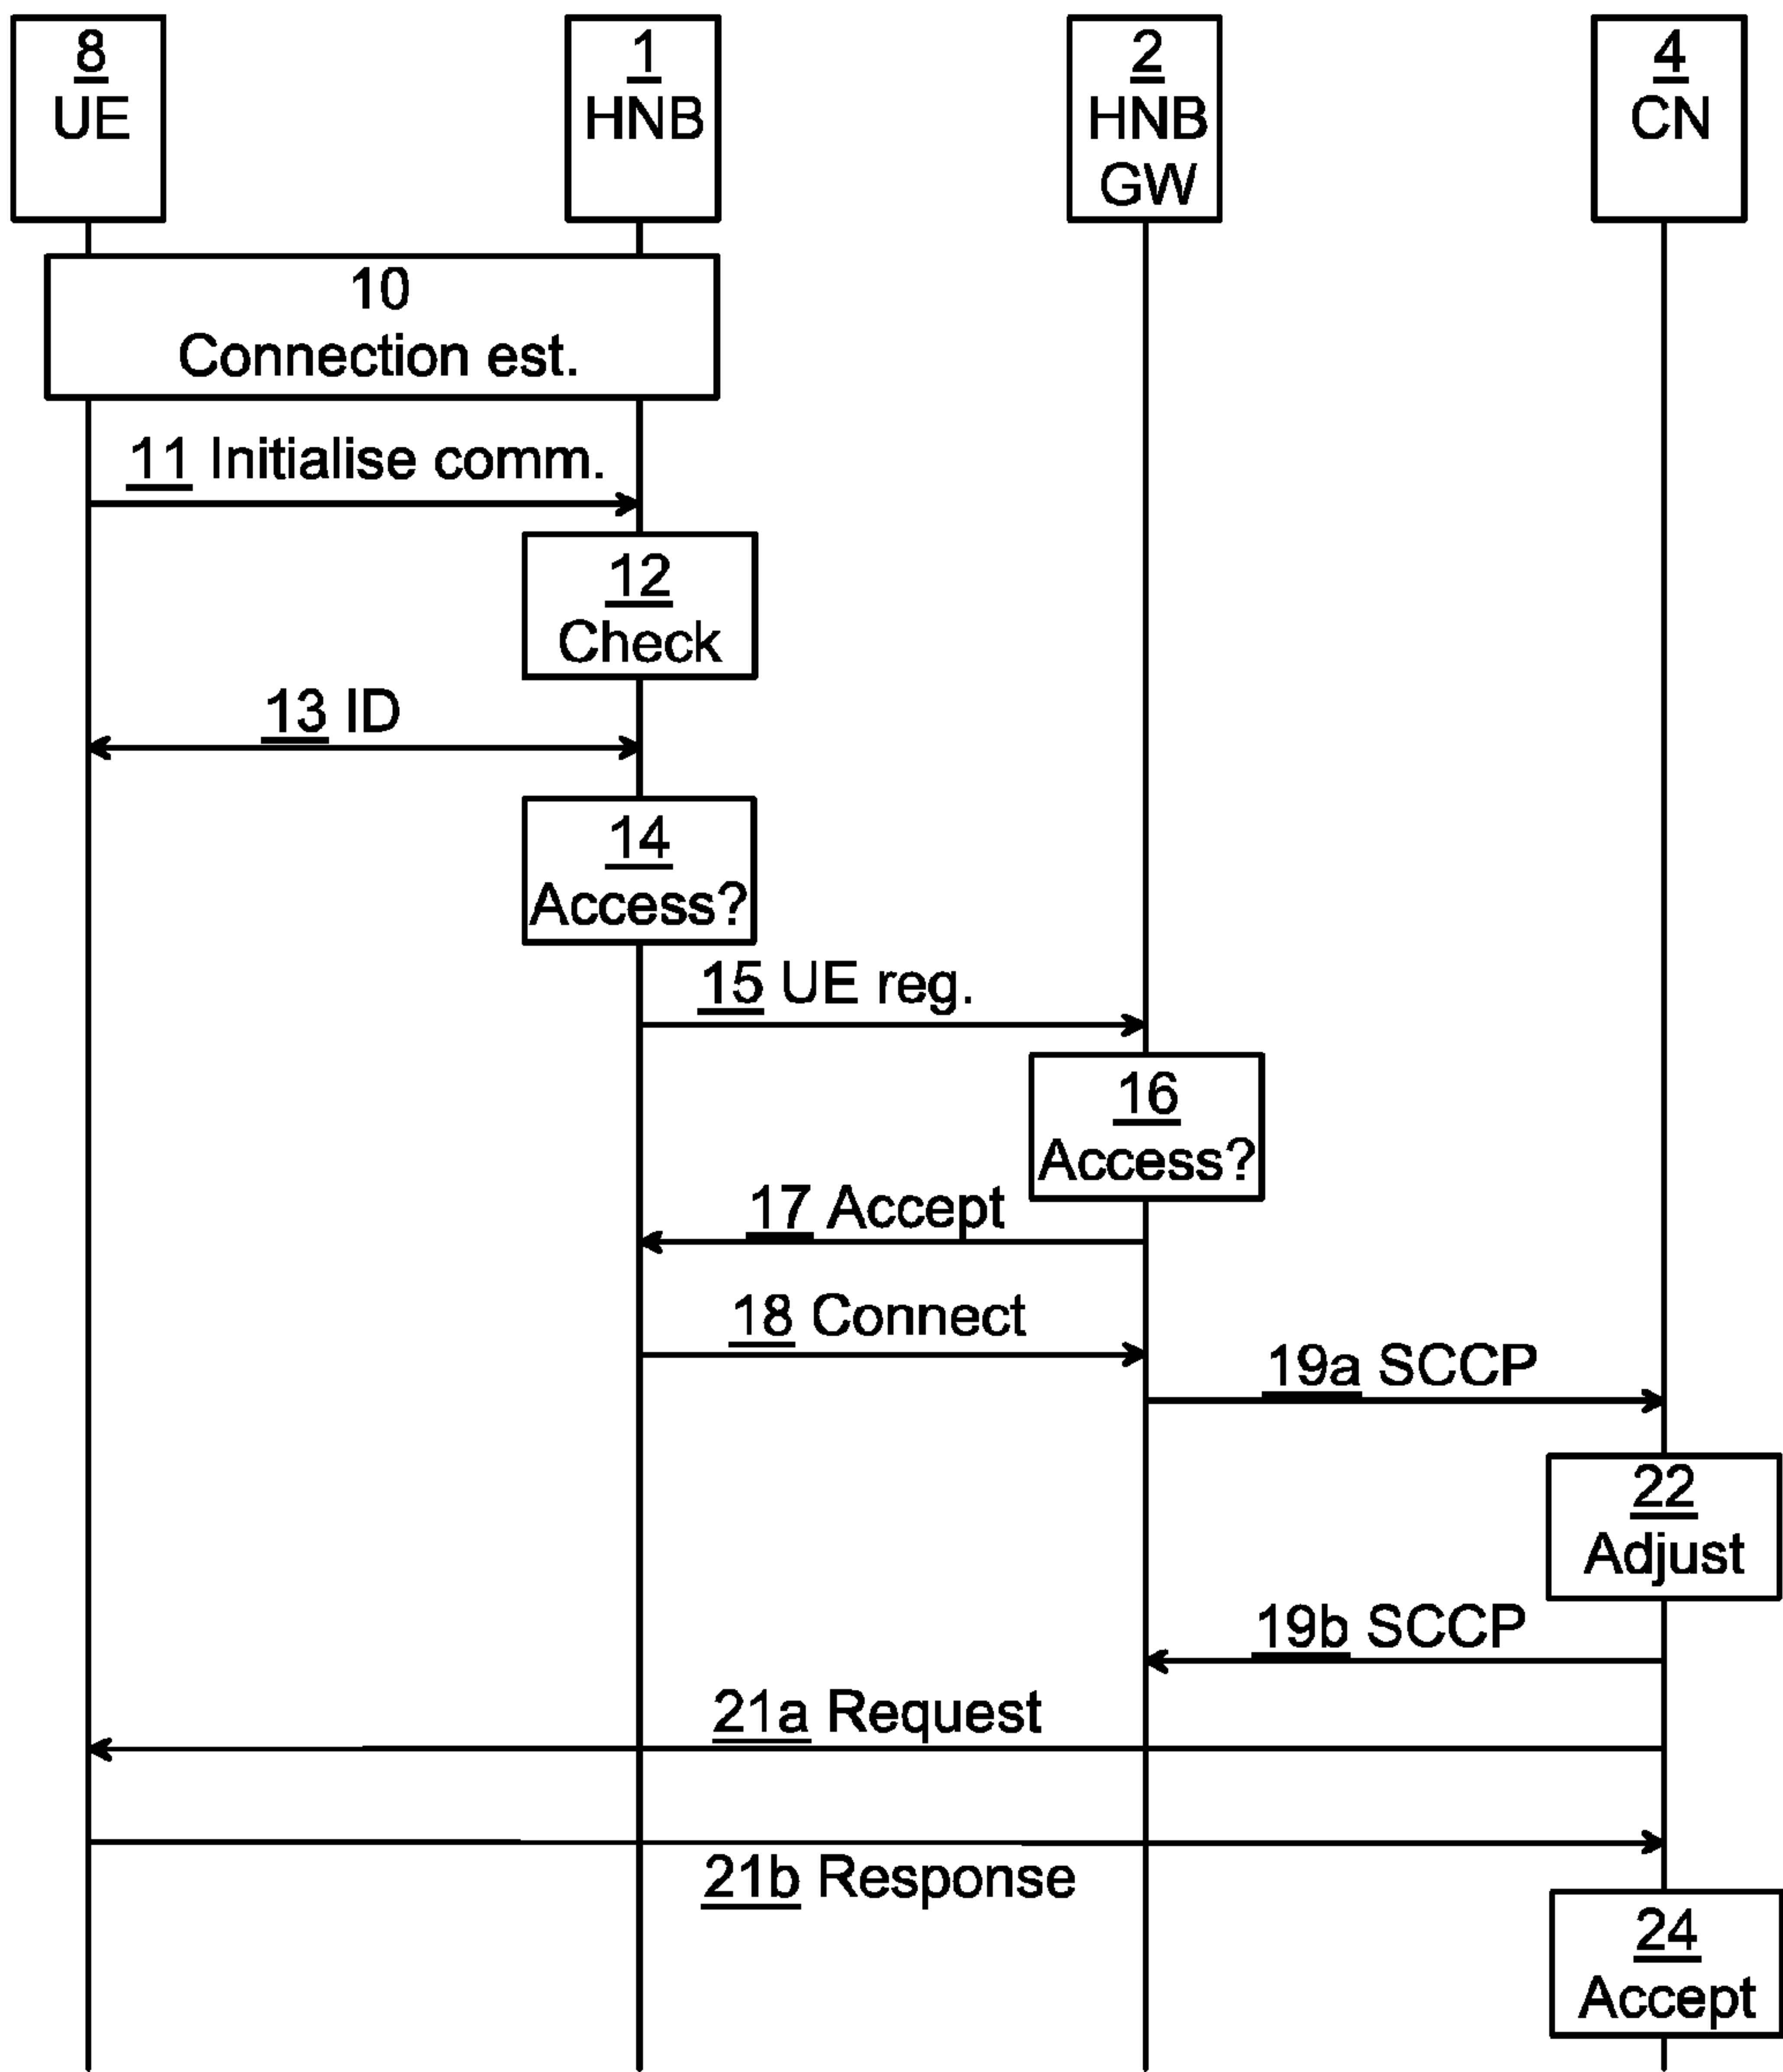 8
UE
1
HNB
2
HNB
GW
4
CN
10
Connection est.
11 Initialise comm.
12
Check
13 ID
14
Access?
15 UE reg.
16
Access?
17 Accept
18 Connect
19a SCCP
22
Adjust
19b SCCP
21a Request
21b Response
24
Accept